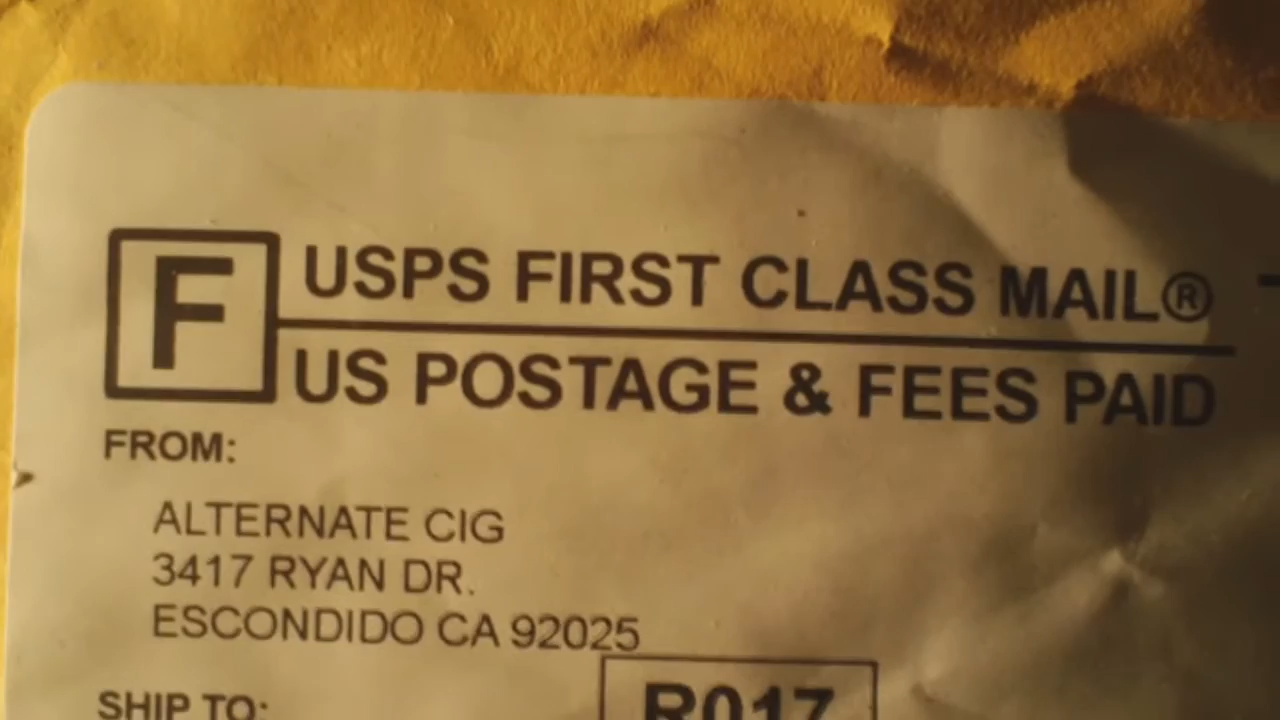 F
USPS FIRST CLASS MAIL®
US POSTAGE & FEES PAID
FROM:
ALTERNATE CIG
3417 RYAN DR.
ESCONDIDO CA 92025
SHIP TO:
R017